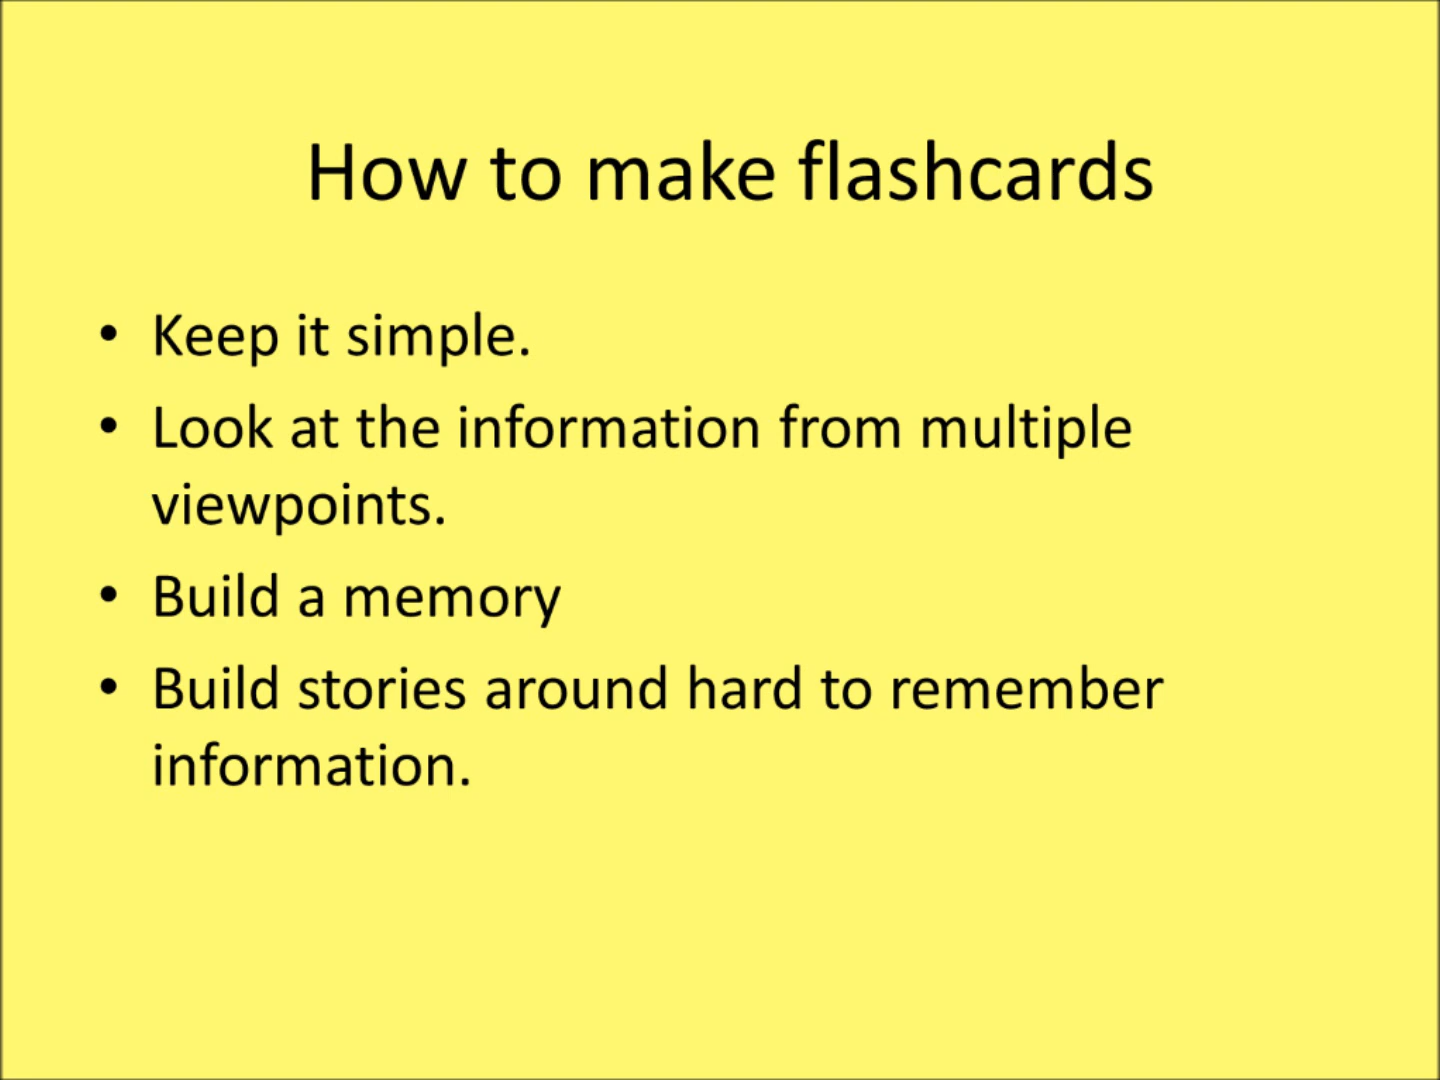 How to make flashcards
• Keep it simple.
• Look at the information from multiple
viewpoints.
• Build a memory
• Build stories around hard to remember
information.